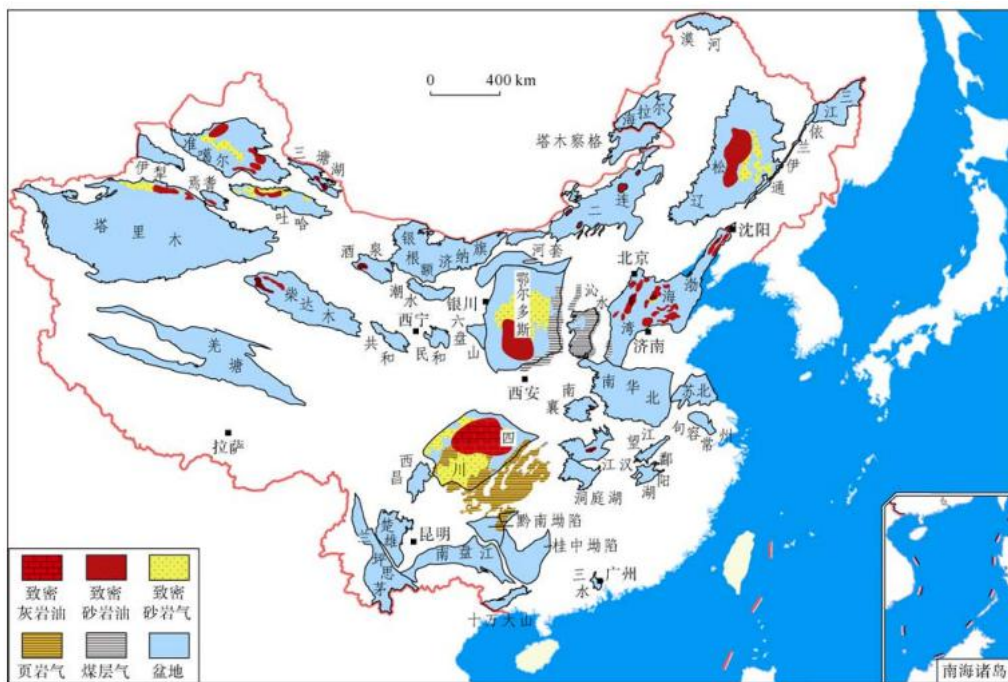 漠河
0 400 km
海拉尔
塔木察格
三江
依兰伊通
松辽
准噶尔
三塘湖
伊犁
焉耆
吐哈
塔里木
二连
沈阳
酒泉
银根额济纳旗
河套
北京
渤海湾
鄂尔多斯
沁水
柴达木
潮水
银川
西宁
六盘山
共和
民和
济南
羌塘
西安
南华北
苏北
南襄
句容
常州
拉萨
四川
望江
江汉
鄱阳湖
洞庭湖
西昌
黔南坳陷
楚雄
昆明
南盘江
桂中坳陷
兰坪思茅
三水
广州
十万大山
致密灰岩油
致密砂岩油
致密砂岩气
页岩气
煤层气
盆地
南海诸岛